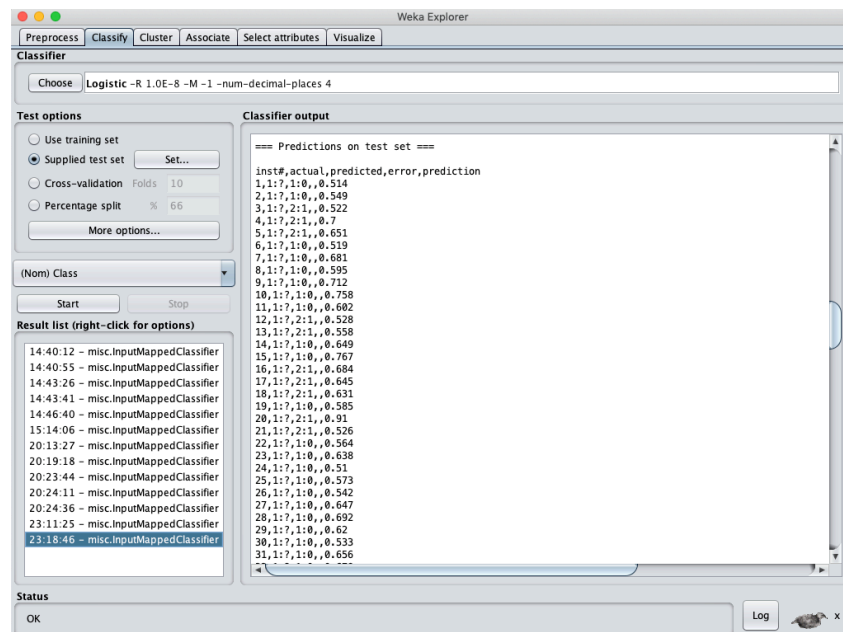 Weka Explorer
Preprocess Classify Cluster Associate Select attributes Visualize
Classifier
Choose Logistic -R 1.0E-8 -M -1 -num-decimal-places 4
Test options
Use training set
Supplied test set Set...
Cross-validation Folds 10
Percentage split % 66
More options...
(Nom) Class
Start Stop
Result list (right-click for options)
14:40:12 - misc.InputMappedClassifier
14:40:55 - misc.InputMappedClassifier
14:43:26 - misc.InputMappedClassifier
14:43:41 - misc.InputMappedClassifier
14:46:40 - misc.InputMappedClassifier
15:14:06 - misc.InputMappedClassifier
20:13:27 - misc.InputMappedClassifier
20:19:18 - misc.InputMappedClassifier
20:23:44 - misc.InputMappedClassifier
20:24:11 - misc.InputMappedClassifier
20:24:36 - misc.InputMappedClassifier
23:11:25 - misc.InputMappedClassifier
23:18:46 - misc.InputMappedClassifier
Classifier output
=== Predictions on test set ===
inst#,actual,predicted,error,prediction
1,1:?,1:0,,0.514
2,1:?,1:0,,0.549
3,1:?,2:1,,0.522
4,1:?,2:1,,0.7
5,1:?,2:1,,0.651
6,1:?,1:0,,0.519
7,1:?,1:0,,0.681
8,1:?,1:0,,0.595
9,1:?,1:0,,0.712
10,1:?,1:0,,0.758
11,1:?,1:0,,0.602
12,1:?,2:1,,0.528
13,1:?,2:1,,0.558
14,1:?,1:0,,0.649
15,1:?,1:0,,0.767
16,1:?,2:1,,0.684
17,1:?,2:1,,0.645
18,1:?,2:1,,0.631
19,1:?,1:0,,0.585
20,1:?,2:1,,0.91
21,1:?,2:1,,0.526
22,1:?,1:0,,0.564
23,1:?,1:0,,0.638
24,1:?,1:0,,0.51
25,1:?,1:0,,0.573
26,1:?,1:0,,0.542
27,1:?,1:0,,0.647
28,1:?,1:0,,0.692
29,1:?,1:0,,0.62
30,1:?,1:0,,0.533
31,1:?,1:0,,0.656
Status
OK
Log
x